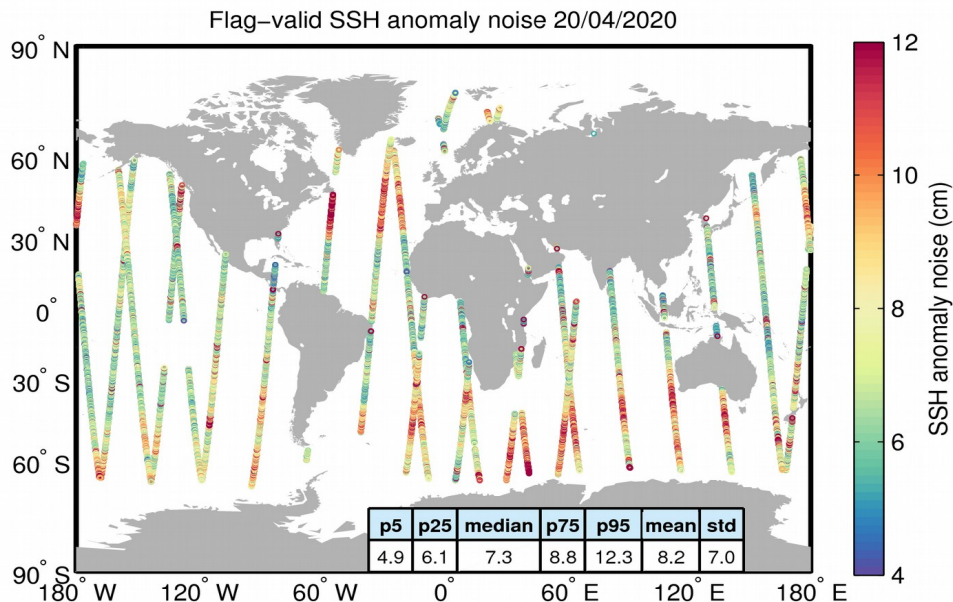 Flag−valid SSH anomaly noise 20/04/2020
90° N
60° N
30° N
0°
30° S
60° S
90° S
180° W
120° W
60° W
0°
60° E
120° E
180° E
p5 p25 median p75 p95 mean std
4.9 6.1 7.3 8.8 12.3 8.2 7.0
12
10
8
6
4
SSH anomaly noise (cm)